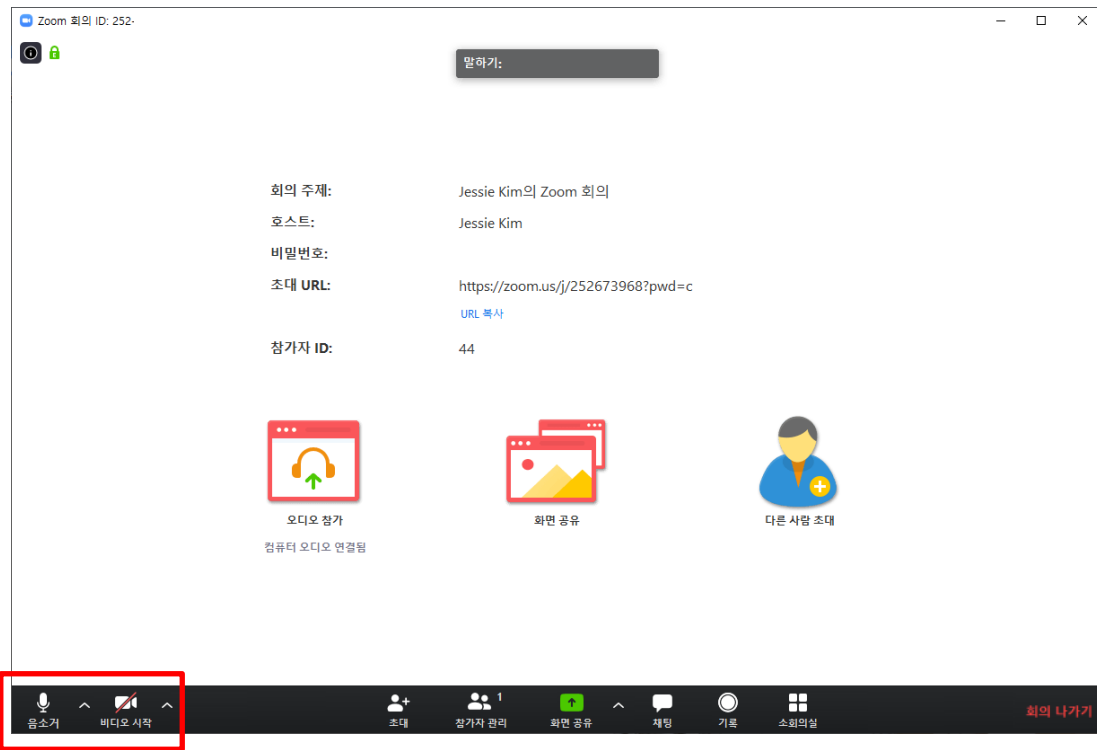 Zoom 회의 ID: 252-
말하기:
회의 주제: Jessie Kim의 Zoom 회의
호스트: Jessie Kim
비밀번호:
초대 URL: https://zoom.us/j/252673968?pwd=c
URL 복사
참가자 ID: 44
오디오 참가 화면 공유 다른 사람 초대
컴퓨터 오디오 연결됨
음소거 비디오 시작 초대 참가자 관리 1 화면 공유 채팅 기록 소회의실 회의 나가기